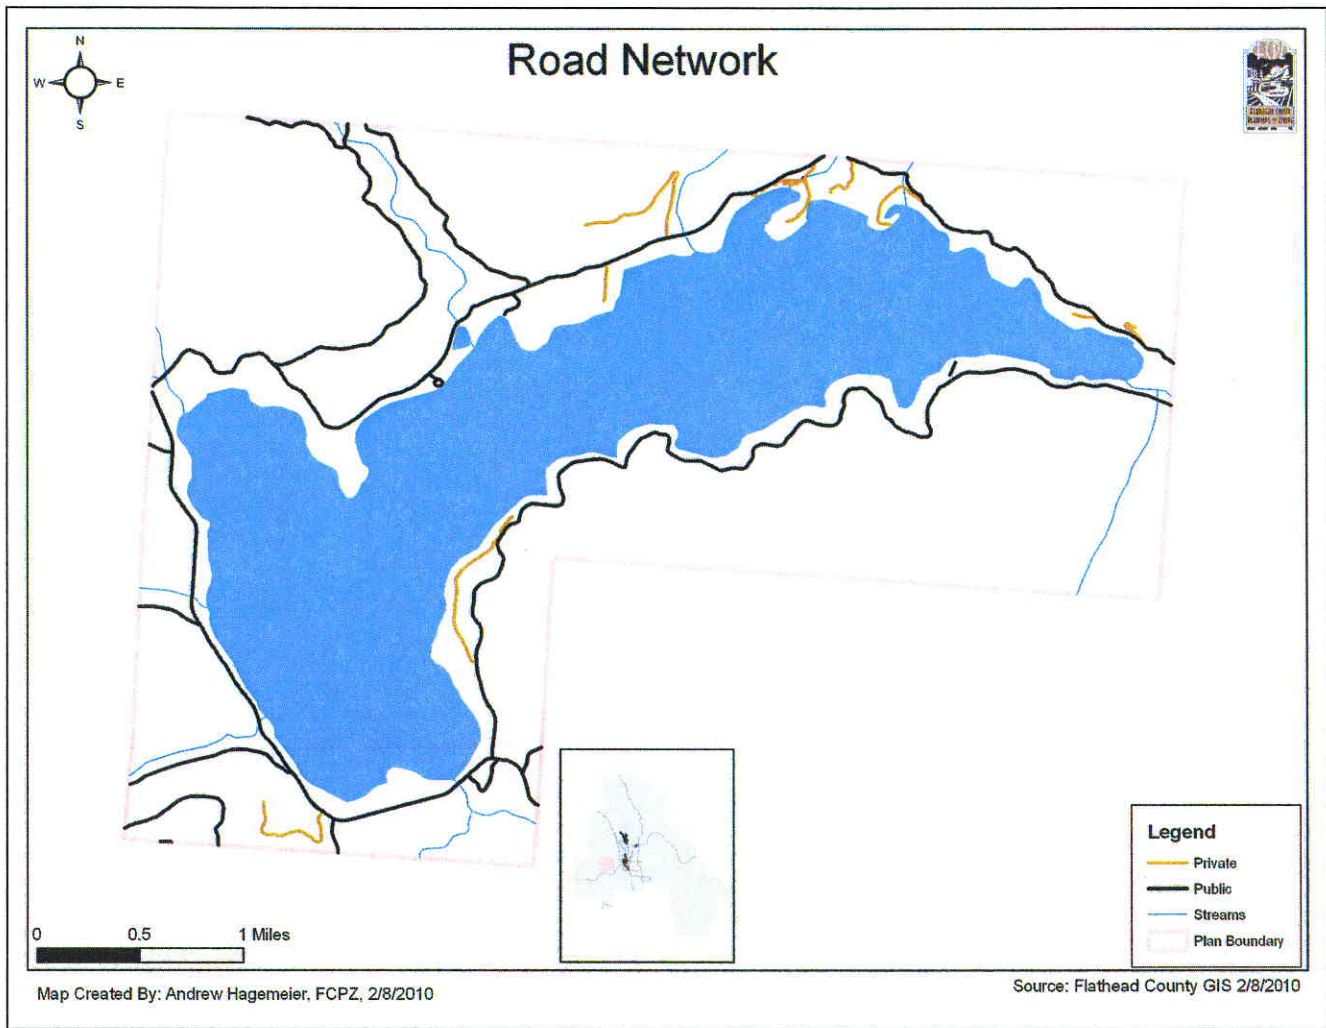 Road Network
N
W
E
S
Legend
Private
Public
Streams
Plan Boundary
0 0.5 1 Miles
Map Created By: Andrew Hagemeier, FCPZ, 2/8/2010
Source: Flathead County GIS 2/8/2010